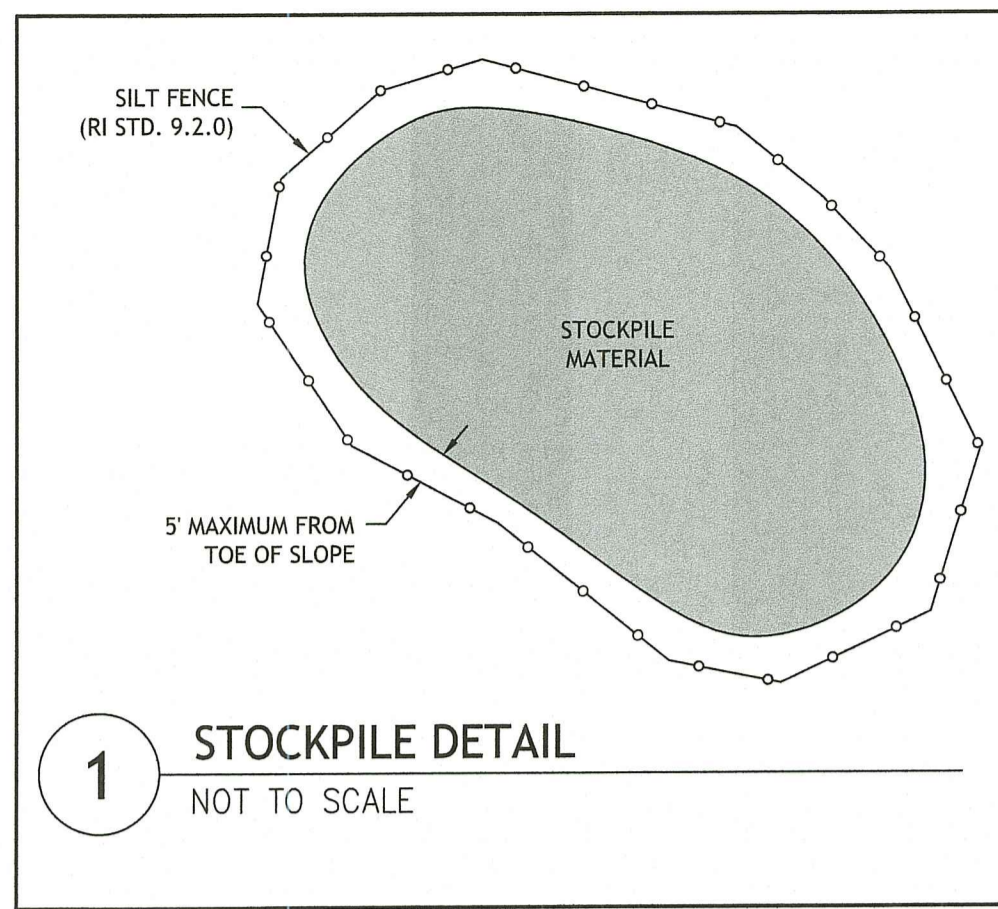 SILT FENCE
(RI STD. 9.2.0)
STOCKPILE
MATERIAL
5' MAXIMUM FROM
TOE OF SLOPE
1
STOCKPILE DETAIL
NOT TO SCALE